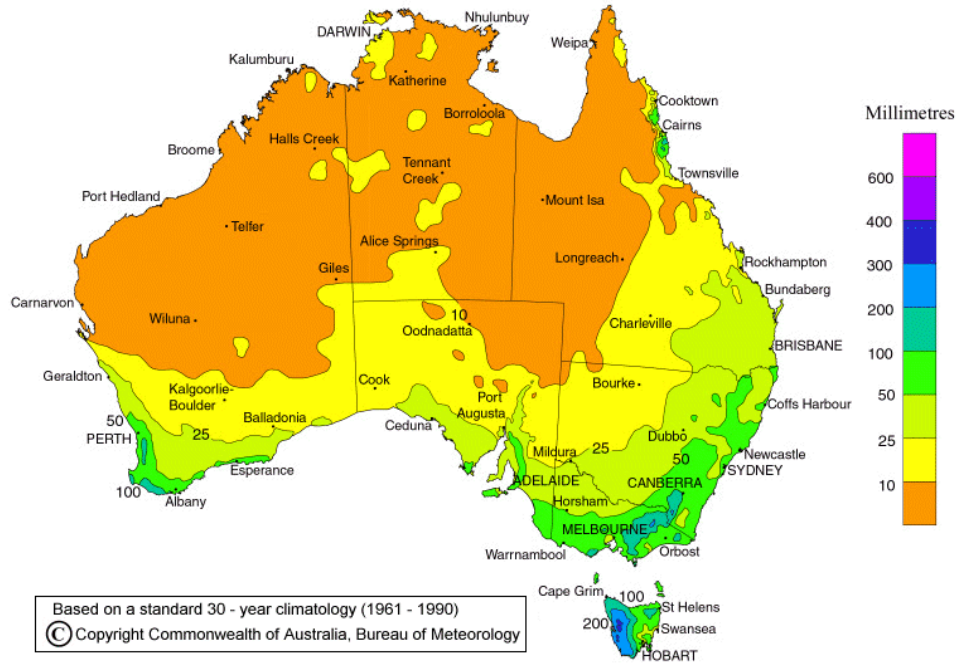 Nhulunbuy
DARWIN
Weipa
Kalumburu
Katherine
Cooktown
Borroloola
Millimetres
Cairns
Halls Creek
Broome
Tennant
Creek
Townsville
600
Port Hedland
Mount Isa
400
Telfer
Alice Springs
Longreach
Rockhampton
300
Giles
Bundaberg
Carnarvon
200
10
Wiluna
Oodnadatta
Charleville
BRISBANE
100
Geraldton
Cook
Bourke
Kalgoorlie-
Boulder
Port
Augusta
50
Coffs Harbour
50
Balladonia
Ceduna
25
PERTH
Dubbo
25
25
Mildura
50
Newcastle
Esperance
SYDNEY
ADELAIDE
CANBERRA
10
100
Albany
Horsham
MELBOURNE
Warrnambool
Orbost
Cape Grim
100
St Helens
200
Swansea
HOBART
Based on a standard 30 - year climatology (1961 - 1990)
© Copyright Commonwealth of Australia, Bureau of Meteorology